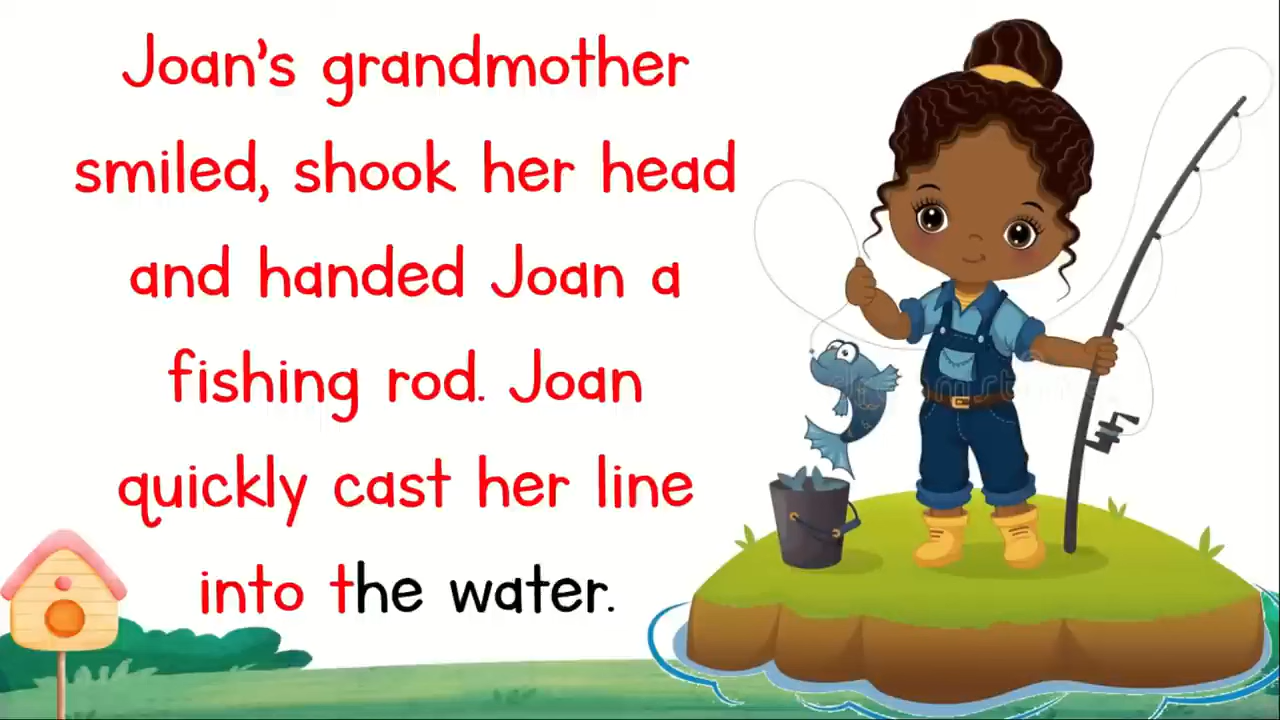 Joan's grandmother
smiled, shook her head
and handed Joan a
fishing rod. Joan
quickly cast her line
into the water.
dreamstime